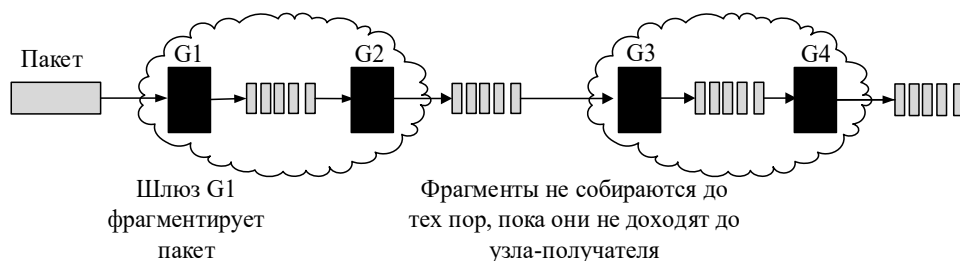 Пакет
G1
G2
G3
G4
Шлюз G1
фрагментирует
пакет
Фрагменты не собираются до
тех пор, пока они не доходят до
узла-получателя